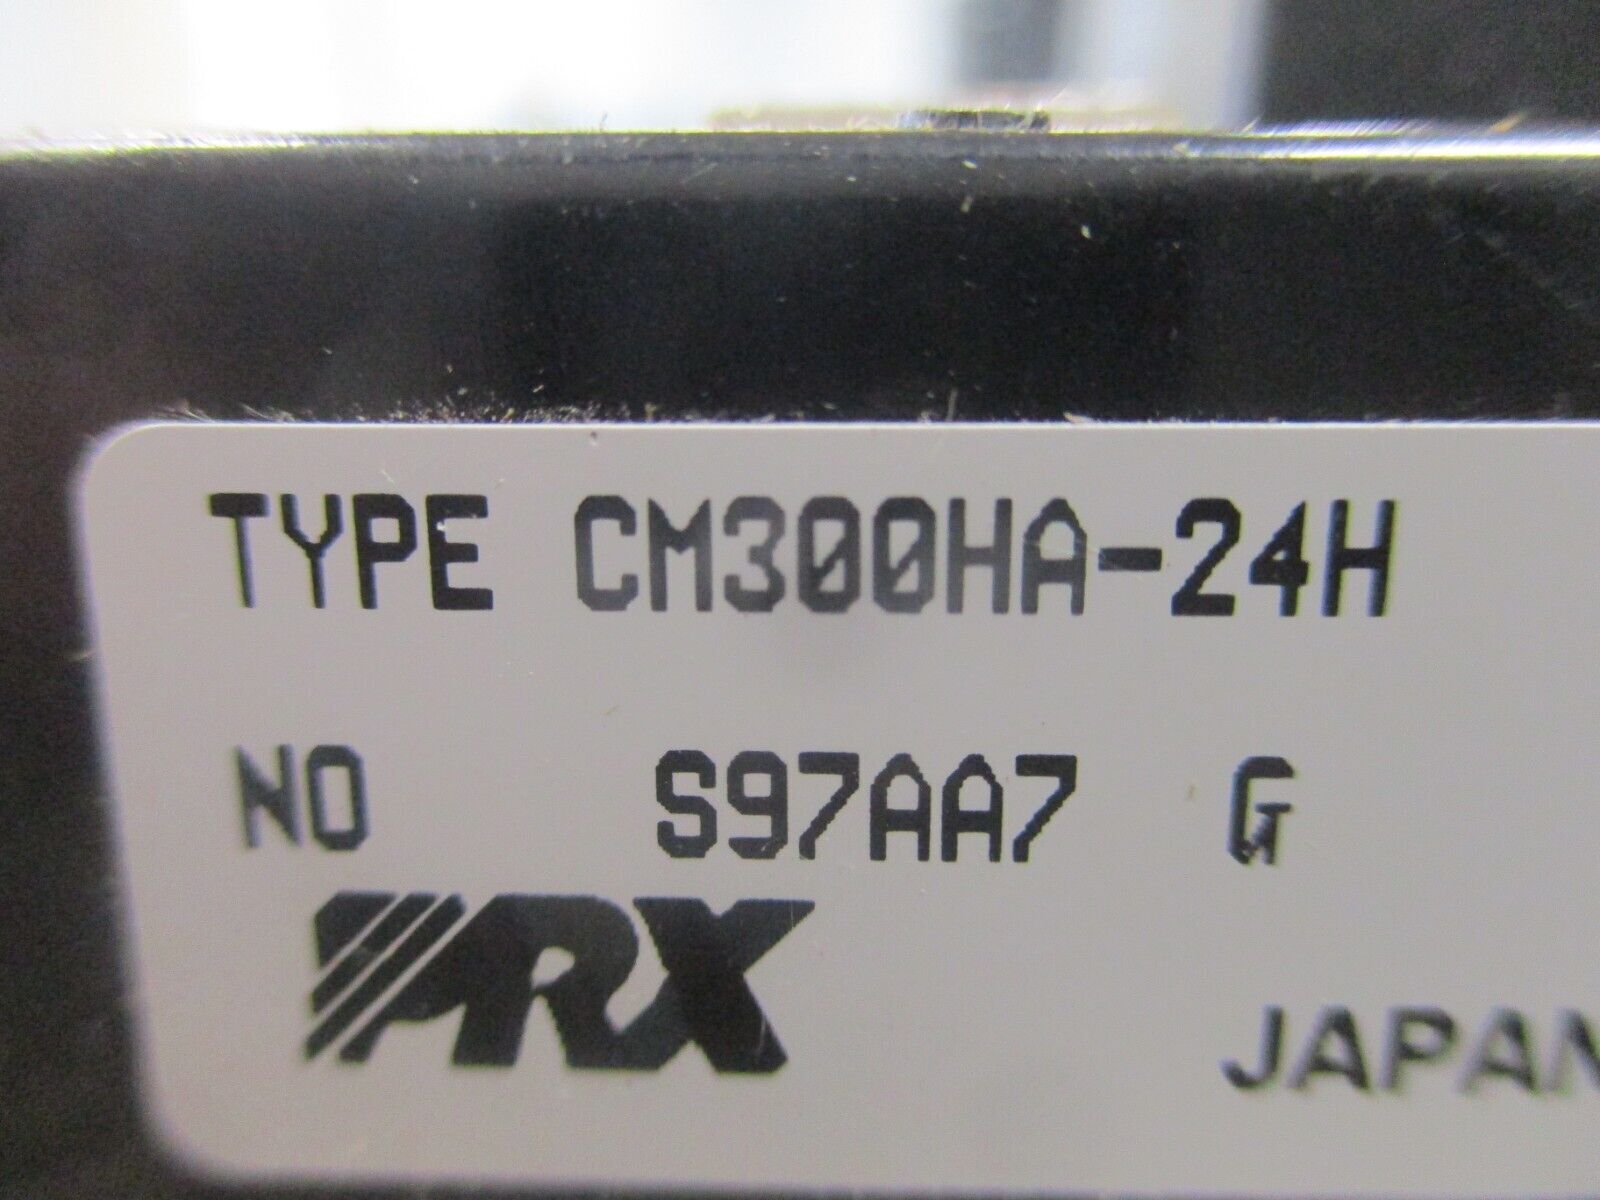 TYPE CM300HA-24H
NO S97AA7 G
PRX
JAPAN